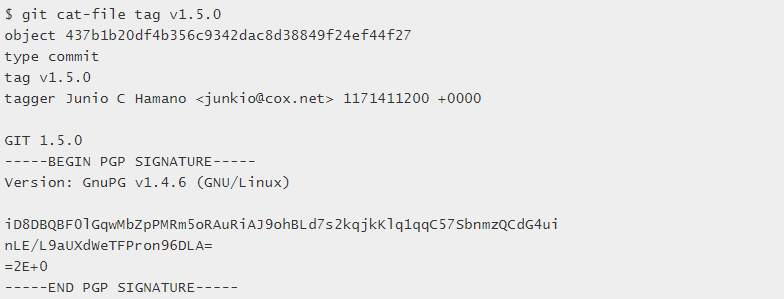 $ git cat-file tag v1.5.0
object 437b1b20df4b356c9342dac8d38849f24ef44f27
type commit
tag v1.5.0
tagger Junio C Hamano <junkio@cox.net> 1171411200 +0000
GIT 1.5.0
-----BEGIN PGP SIGNATURE-----
Version: GnuPG v1.4.6 (GNU/Linux)
iD8DBQBF0lGqwMbZpPMRm5oRAuRiAJ9ohBLd7s2kqjkKlq1qqC57SbnmzQCdG4ui
nLE/L9aUXdWeTFPron96DLA=
=2E+0
-----END PGP SIGNATURE-----